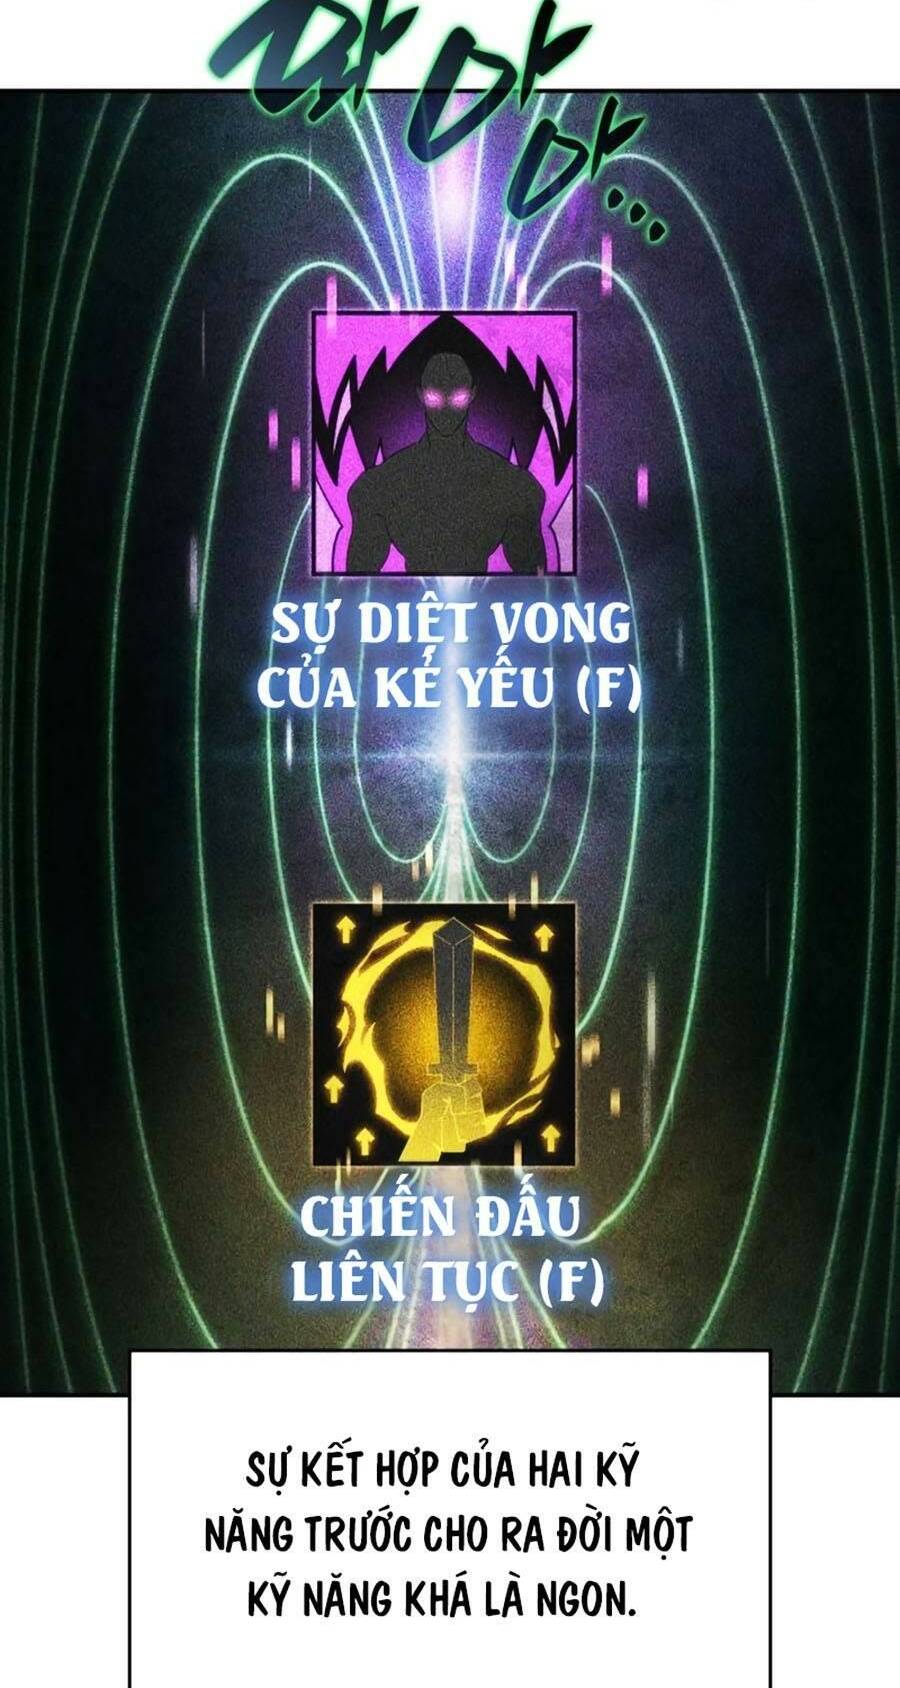 SỰ DIỆT VONG
CỦA KẺ YẾU (F)
CHIẾN ĐẤU
LIÊN TỤC (F)
SỰ KẾT HỢP CỦA HAI KỸ
NĂNG TRƯỚC CHO RA ĐỜI MỘT
KỸ NĂNG KHÁ LÀ NGON.